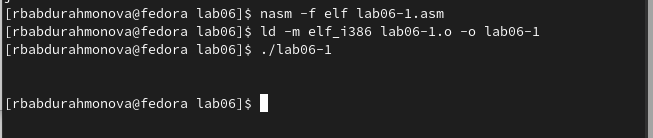 [rbabdurahmonova@fedora lab06]$ nasm -f elf lab06-1.asm
[rbabdurahmonova@fedora lab06]$ ld -m elf_i386 lab06-1.o -o lab06-1
[rbabdurahmonova@fedora lab06]$ ./lab06-1
[rbabdurahmonova@fedora lab06]$